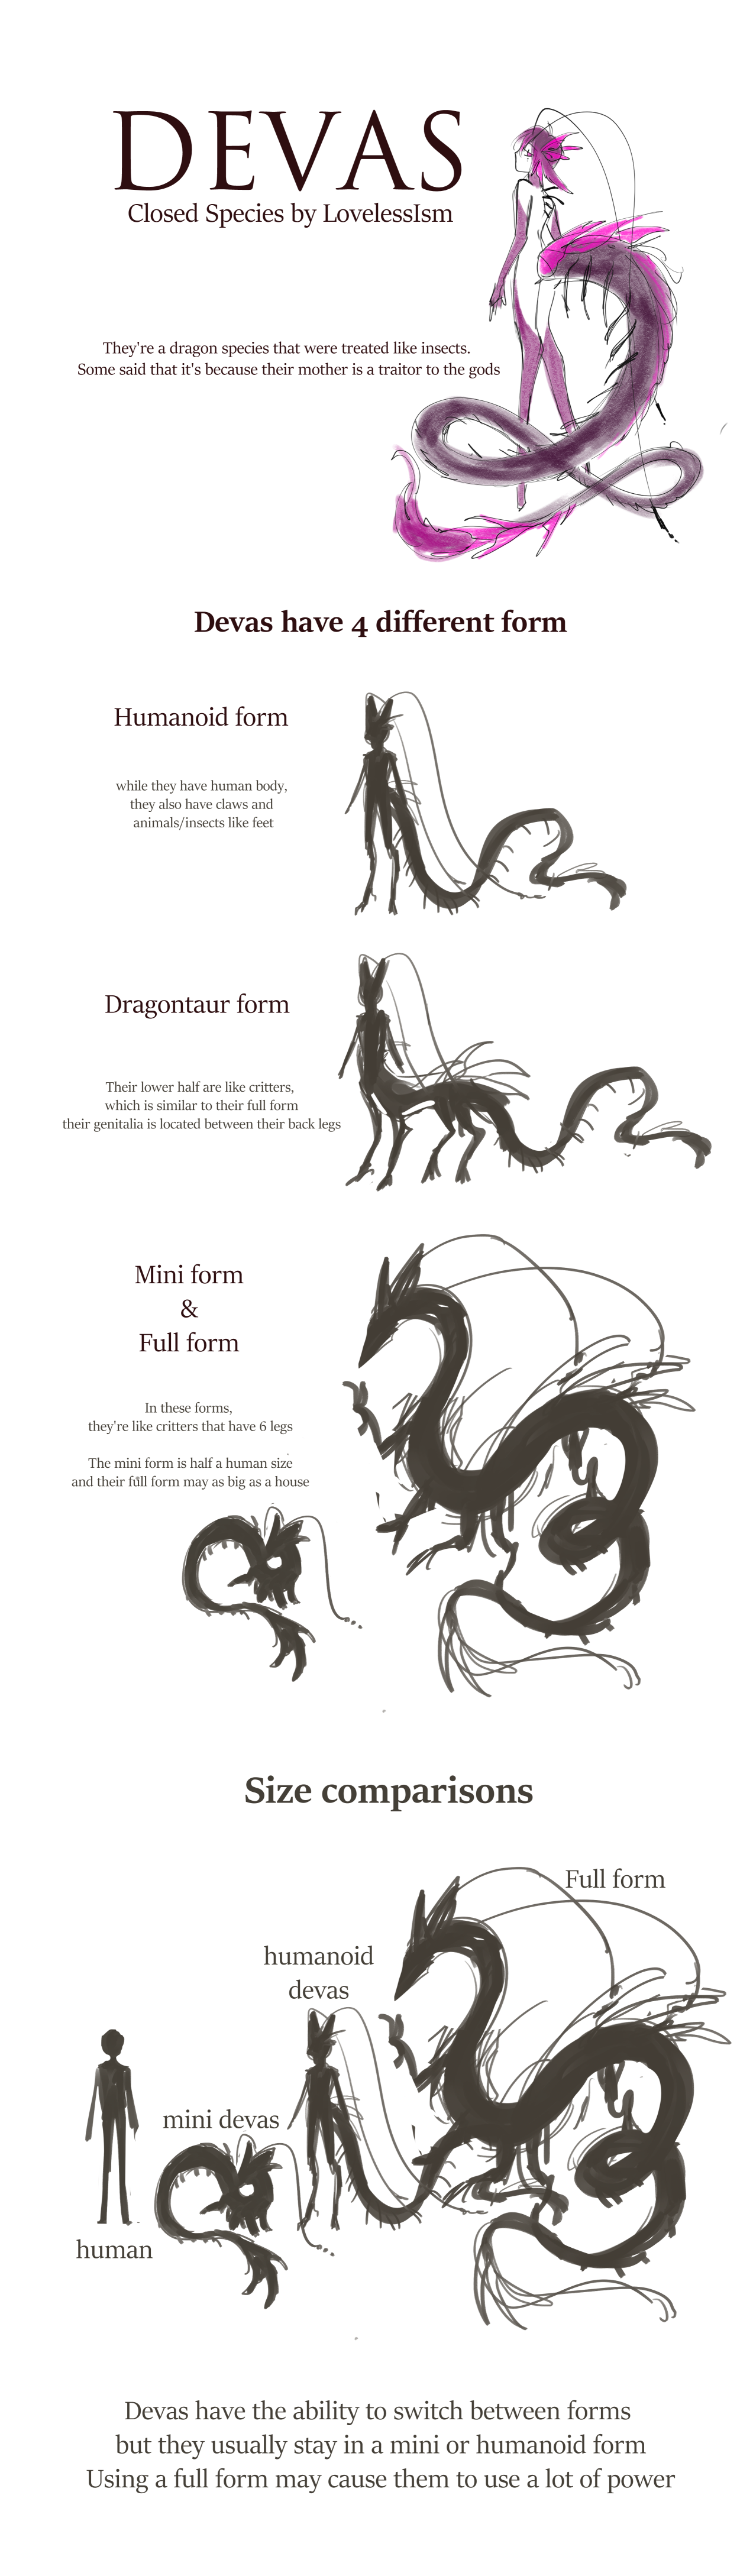 DEVAS
Closed Species by LovelessIsm
They're a dragon species that were treated like insects.
Some said that it's because their mother is a traitor to the gods
Devas have 4 different form
Humanoid form
while they have human body,
they also have claws and
animals/insects like feet
Dragontaur form
Their lower half are like critters,
which is similar to their full form
their genitalia is located between their back legs
Mini form
&
Full form
In these forms,
they're like critters that have 6 legs
The mini form is half a human size
and their full form may as big as a house
Size comparisons
Full form
humanoid
devas
mini devas
human
Devas have the ability to switch between forms
but they usually stay in a mini or humanoid form
Using a full form may cause them to use a lot of power